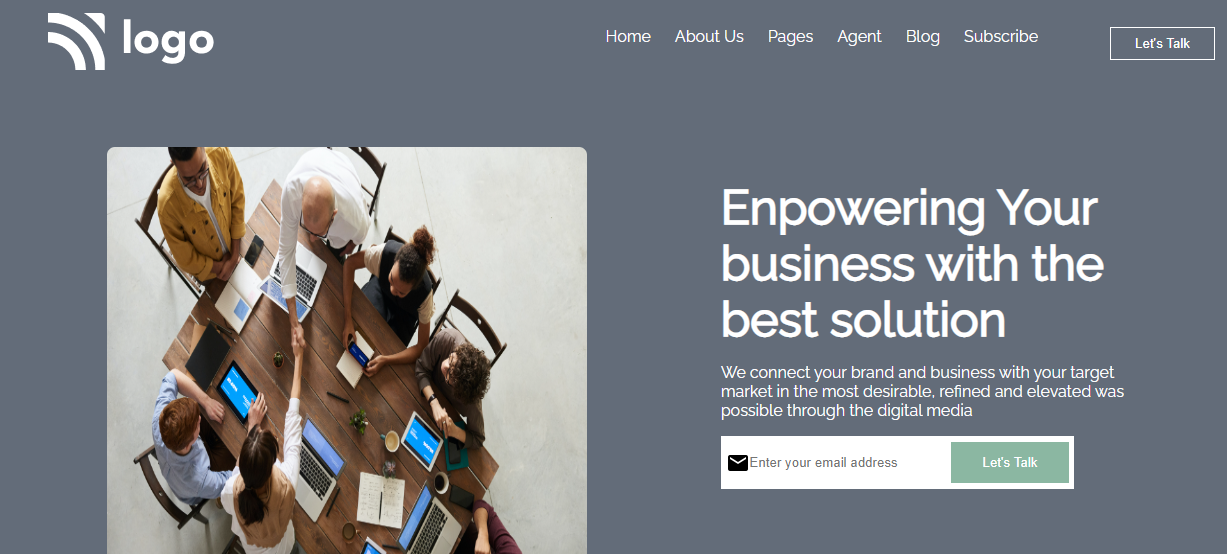 logo
Home About Us Pages Agent Blog Subscribe
Let's Talk
Enpowering Your
business with the
best solution
We connect your brand and business with your target
market in the most desirable, refined and elevated was
possible through the digital media
Enter your email address
Let's Talk